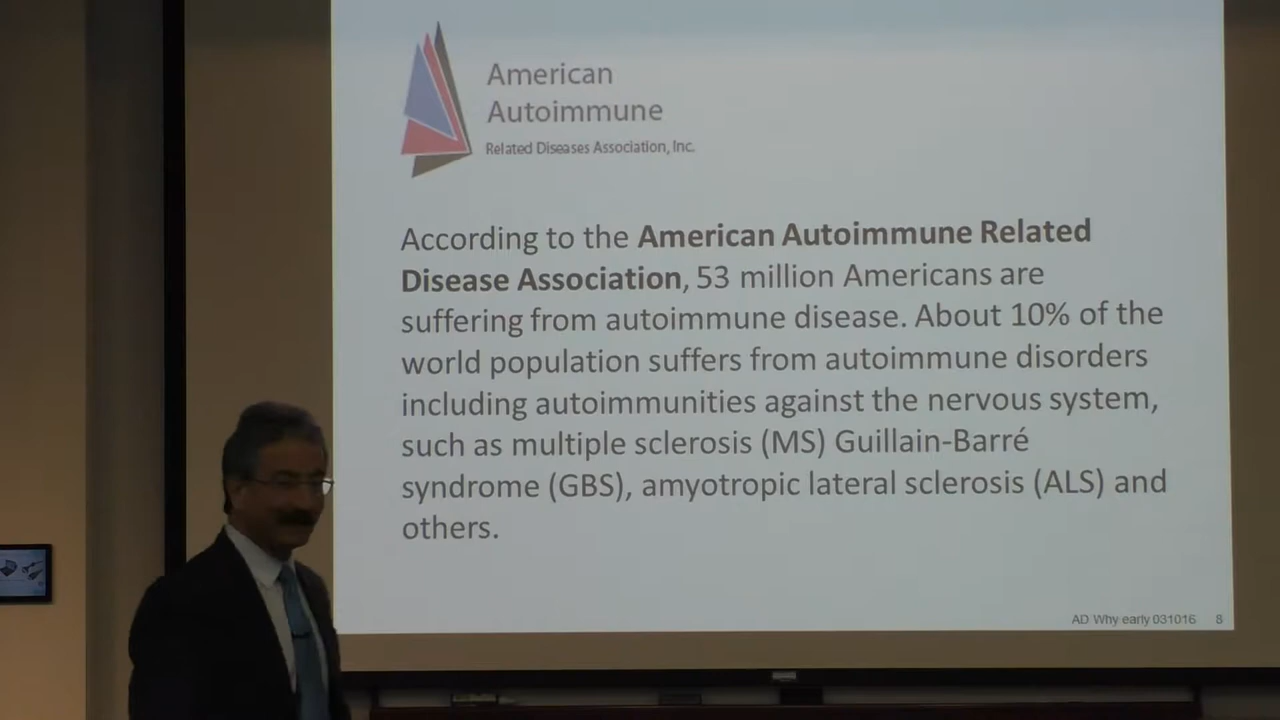 American
Autoimmune
Related Diseases Association, Inc.
According to the American Autoimmune Related
Disease Association, 53 million Americans are
suffering from autoimmune disease. About 10% of the
world population suffers from autoimmune disorders
including autoimmunities against the nervous system,
such as multiple sclerosis (MS) Guillain-Barré
syndrome (GBS), amyotropic lateral sclerosis (ALS) and
others.
AD Why early 031016 8